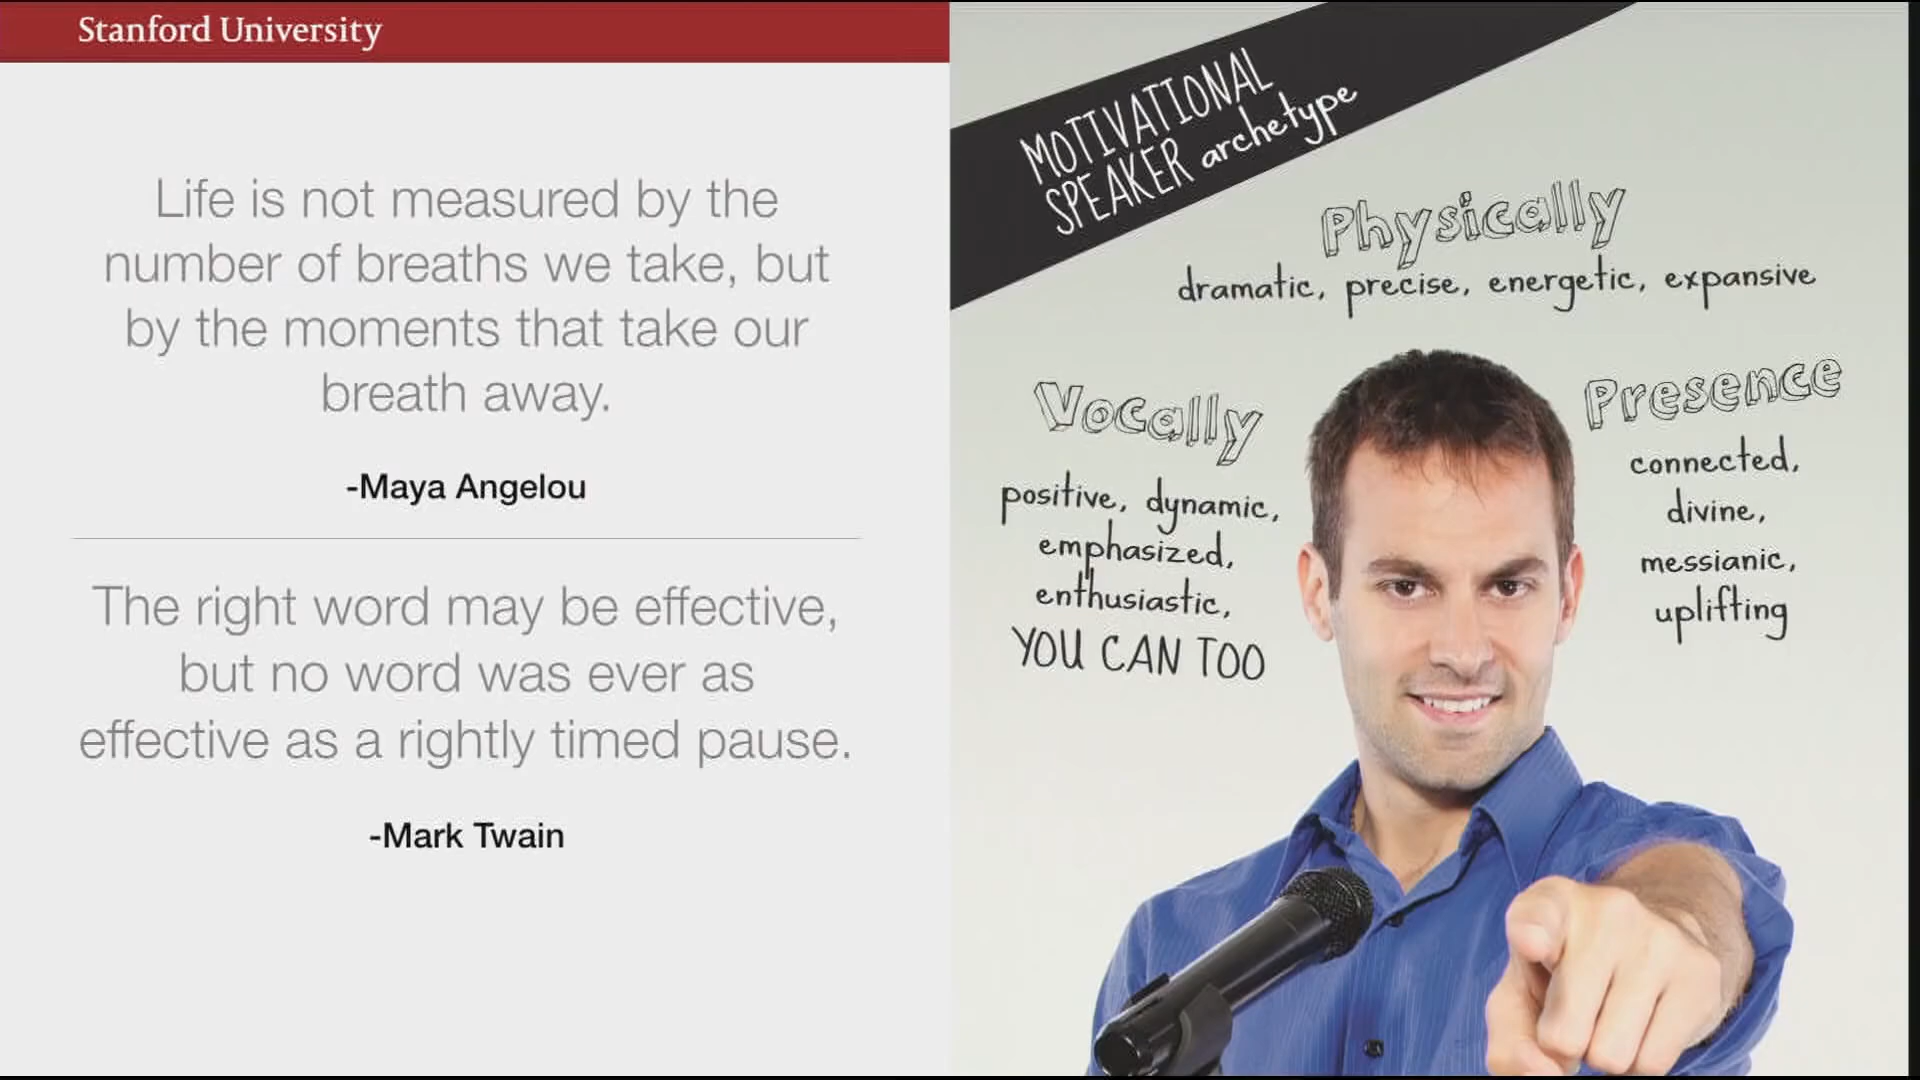 Stanford University
Life is not measured by the
number of breaths we take, but
by the moments that take our
breath away.
-Maya Angelou
The right word may be effective,
but no word was ever as
effective as a rightly timed pause.
-Mark Twain
MOTIVATIONAL
SPEAKER archetype
Physically
dramatic, precise, energetic, expansive
Vocally
positive, dynamic,
emphasized,
enthusiastic,
YOU CAN TOO
Presence
connected,
divine,
messianic,
uplifting